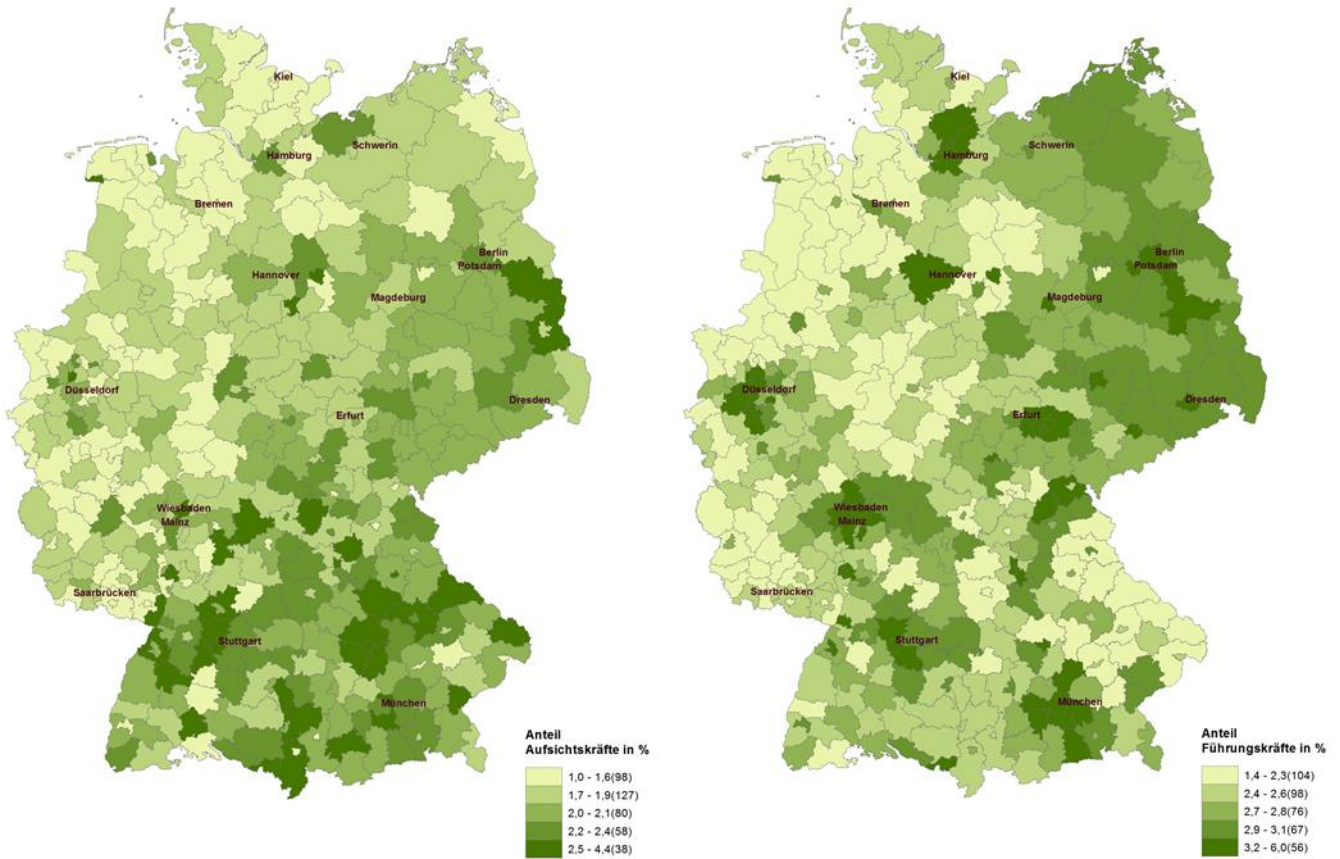 Kiel
Schwerin
Hamburg
Bremen
Berlin
Potsdam
Hannover
Magdeburg
Düsseldorf
Dresden
Erfurt
Wiesbaden
Mainz
Saarbrücken
Stuttgart
München
Anteil
Aufsichtskräfte in %
1,0 - 1,6(98)
1,7 - 1,9(127)
2,0 - 2,1(80)
2,2 - 2,4(58)
2,5 - 4,4(38)
Kiel
Schwerin
Hamburg
Bremen
Berlin
Potsdam
Hannover
Magdeburg
Düsseldorf
Dresden
Erfurt
Wiesbaden
Mainz
Saarbrücken
Stuttgart
München
Anteil
Führungskräfte in %
1,4 - 2,3(104)
2,4 - 2,6(98)
2,7 - 2,8(76)
2,9 - 3,1(67)
3,2 - 6,0(56)